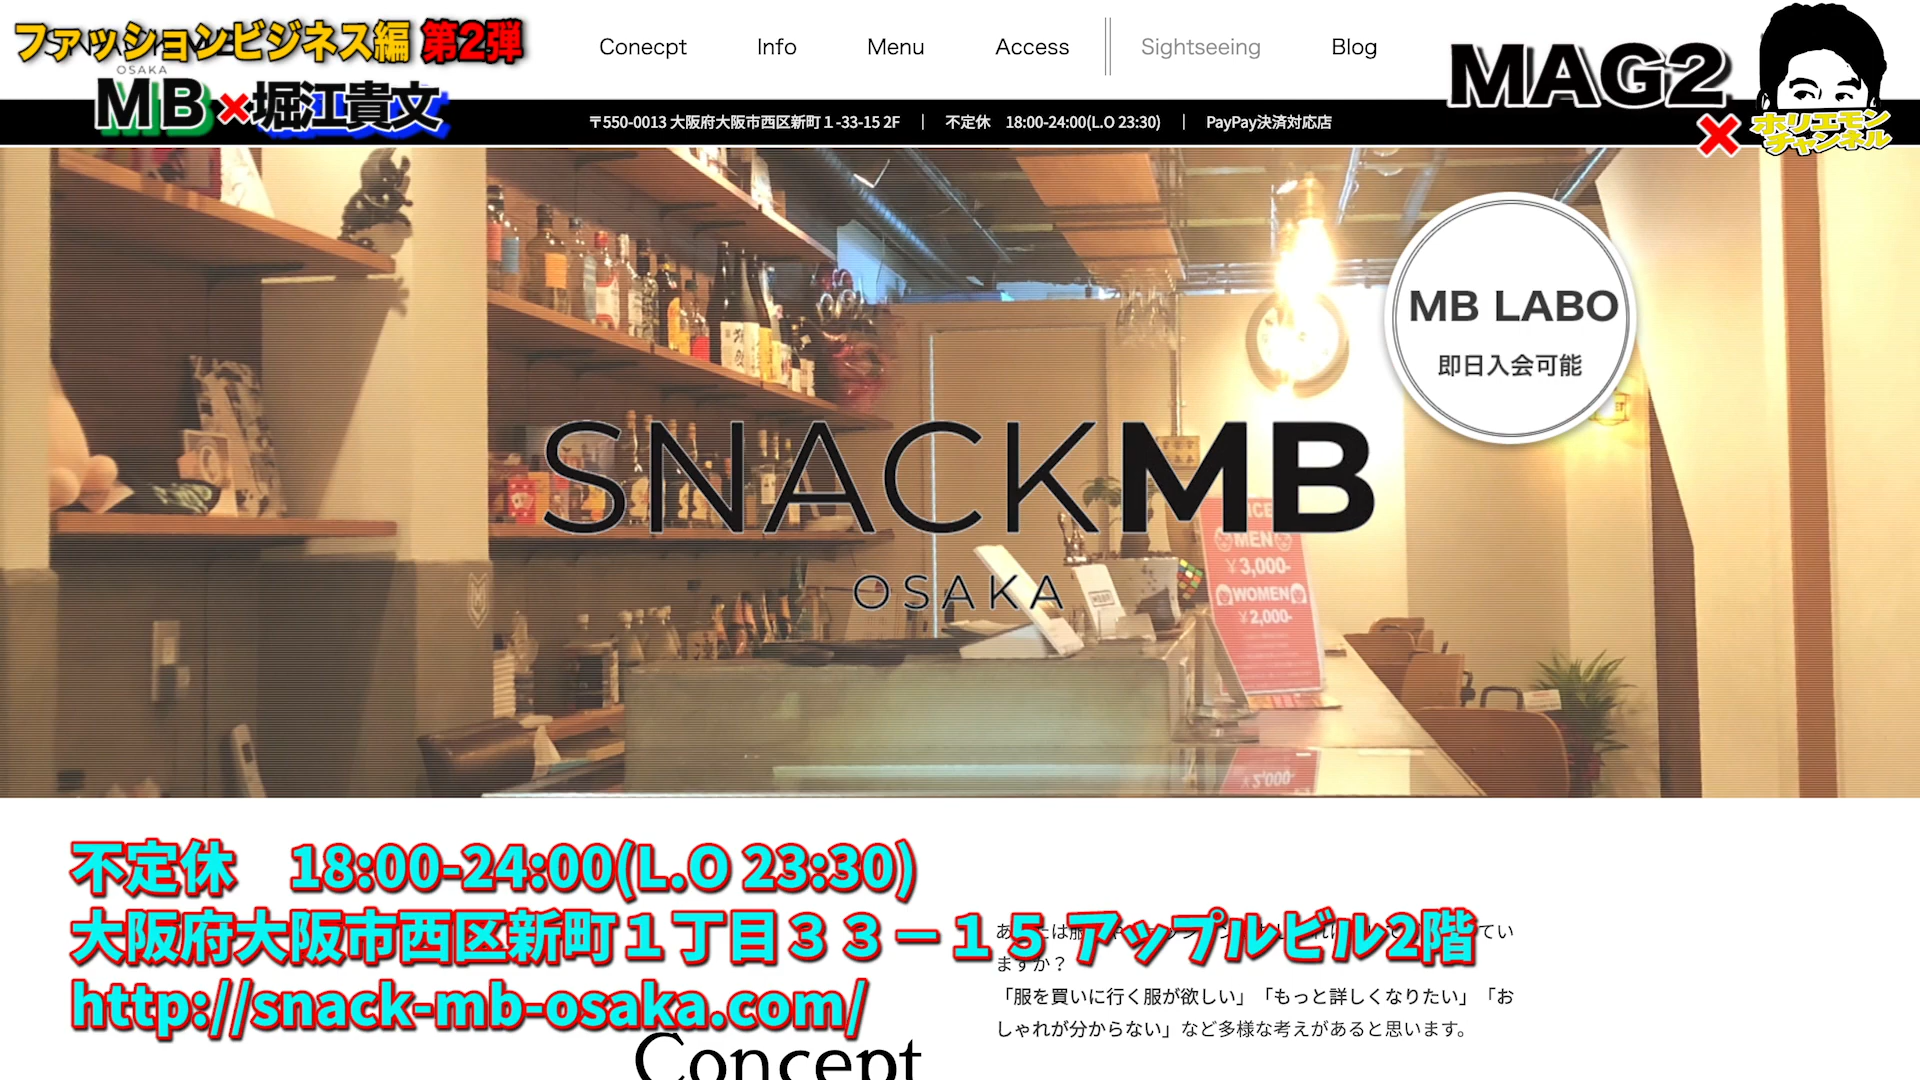 ファッションビジネス編 第2弾
OSAKA
MB×堀江貴文
Conecpt Info Menu Access Sightseeing Blog
MAG2
×
ホリエモン
チャンネル
〒550-0013 大阪府大阪市西区新町1-33-15 2F | 不定休 18:00-24:00(L.O 23:30) | PayPay決済対応店
MB LABO
即日入会可能
SNACKMB
OSAKA
MEN
¥3,000-
WOMEN
¥2,000-
不定休 18:00-24:00(L.O 23:30)
大阪府大阪市西区新町１丁目３３－１５ アップルビル2階
http://snack-mb-osaka.com/
ますか？
「服を買いに行く服が欲しい」「もっと詳しくなりたい」「お
しゃれが分からない」など多様な考えがあると思います。
Concept